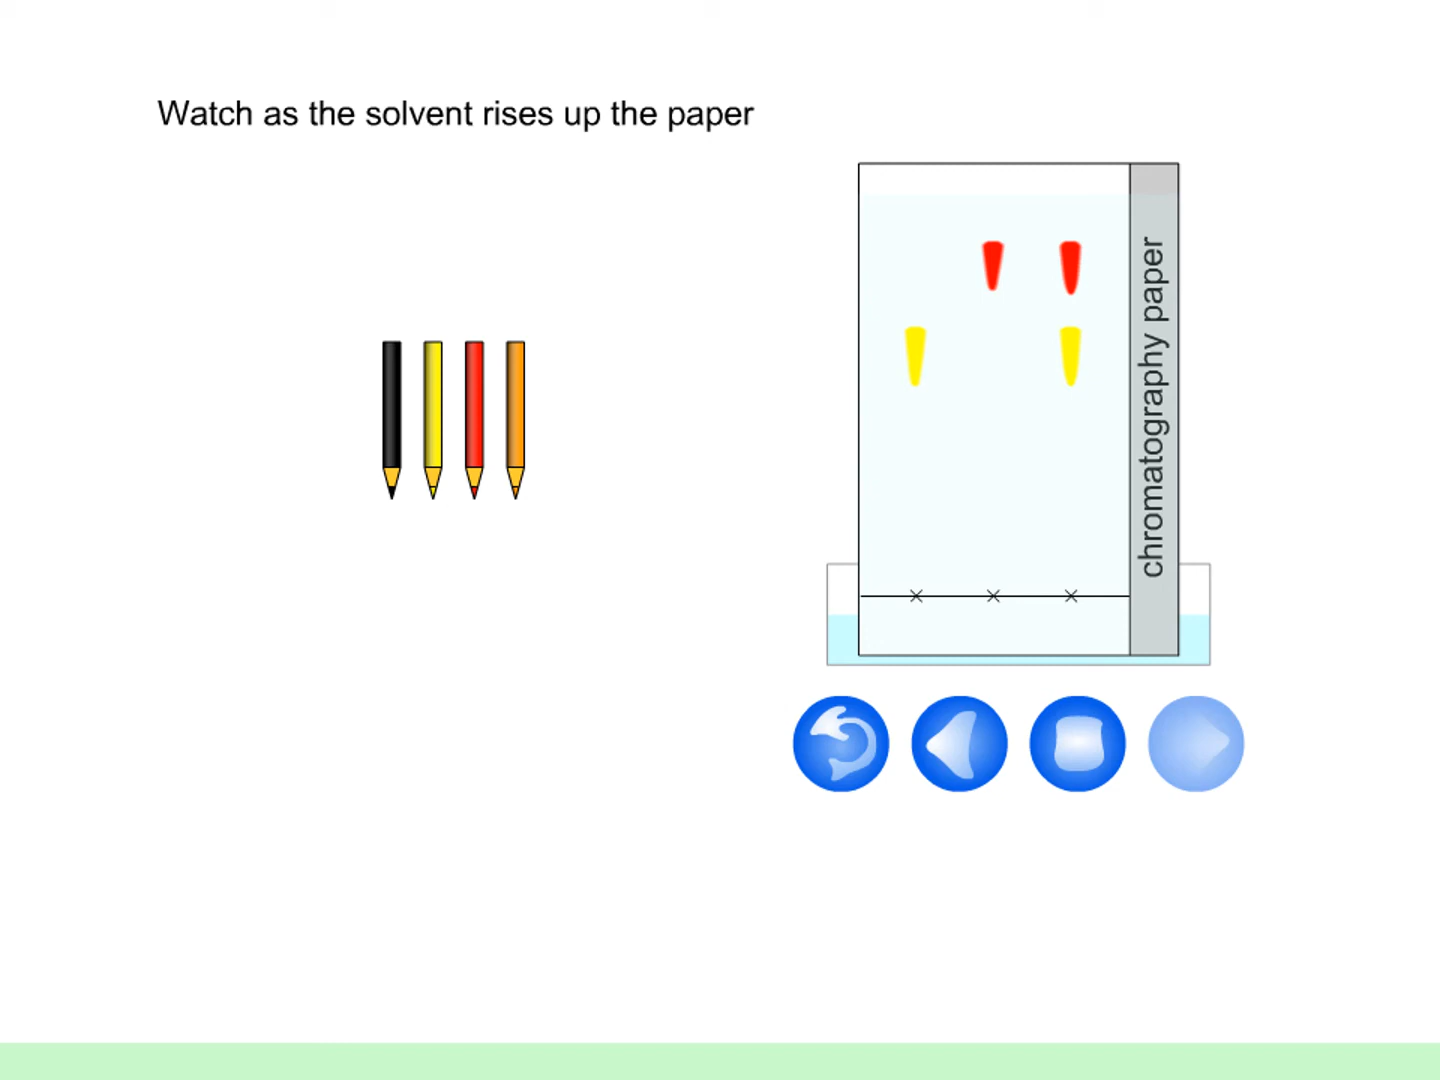 Watch as the solvent rises up the paper
chromatography paper